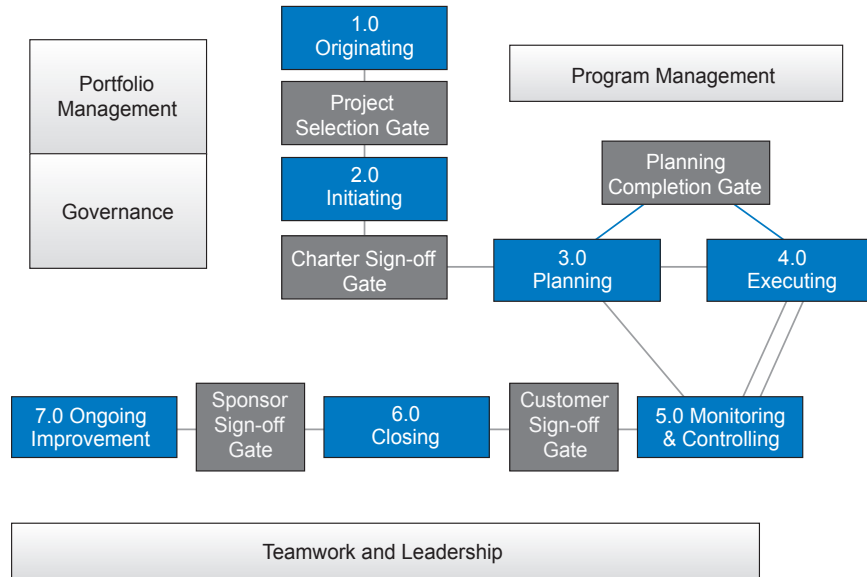 1.0
Originating
Portfolio
Management
Program Management
Project
Selection Gate
Planning
Completion Gate
2.0
Initiating
Governance
Charter Sign-off
Gate
3.0
Planning
4.0
Executing
7.0 Ongoing
Improvement
Sponsor
Sign-off
Gate
6.0
Closing
Customer
Sign-off
Gate
5.0 Monitoring
& Controlling
Teamwork and Leadership